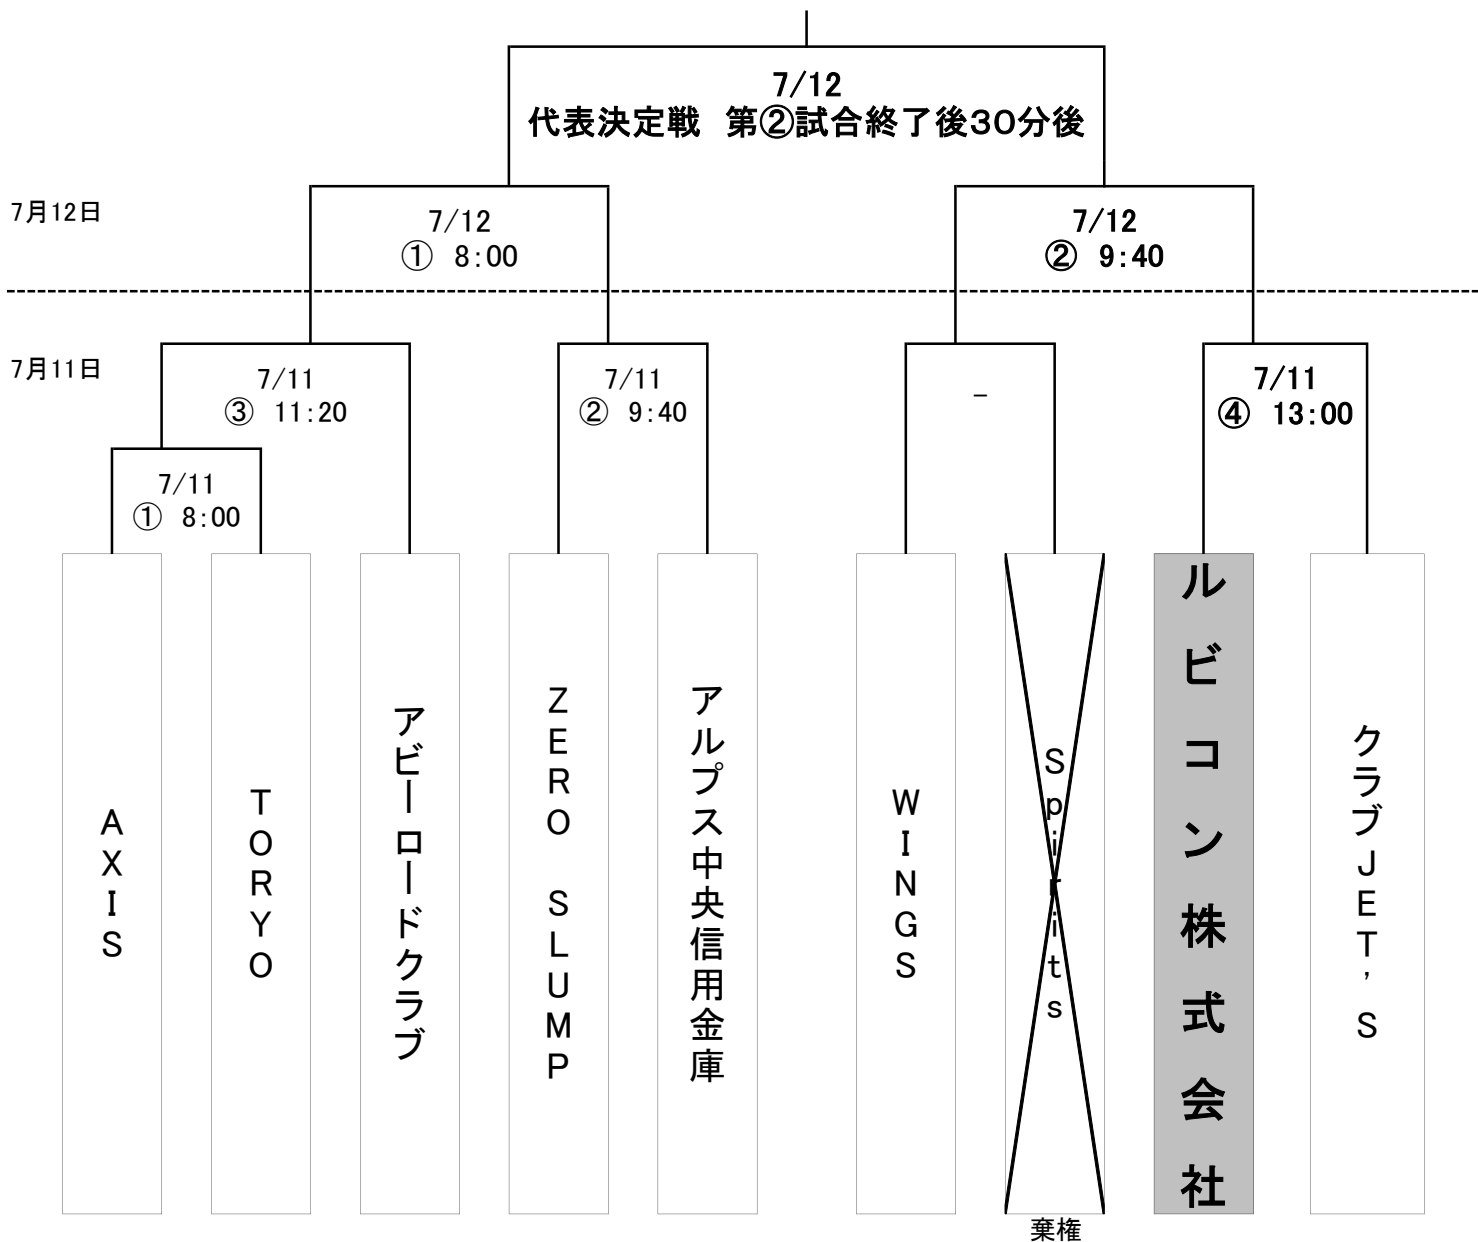 7/12
代表決定戦　第②試合終了後30分後
7月12日
7/12
①　8:00
7/12
②　9:40
7月11日
7/11
③　11:20
7/11
②　9:40
−
7/11
④　13:00
7/11
①　8:00
AXIS
TORYO
アビーロードクラブ
ZERO　SLUMP
アルプス中央信用金庫
WINGS
Spirits
ルビコン株式会社
クラブJET’S
棄権